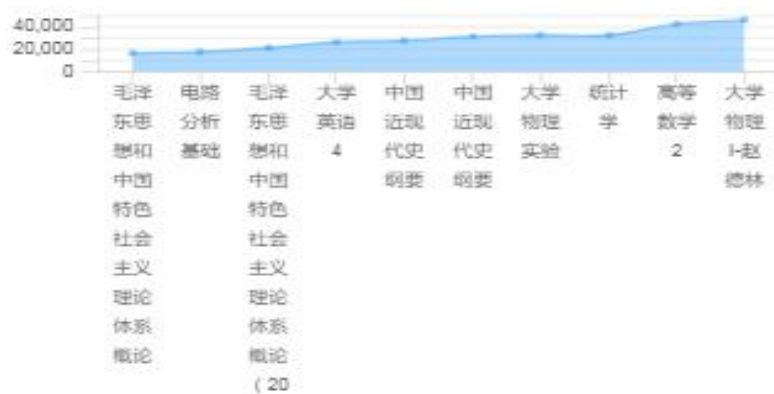 40,000
20,000
0
毛泽
东思
想和
中国
特色
社会
主义
理论
体系
概论
电路
分析
基础
毛泽
东思
想和
中国
特色
社会
主义
理论
体系
概论
（20
大学
英语
4
中国
近现
代史
纲要
中国
近现
代史
纲要
大学
物理
实验
统计
学
高等
数学
2
大学
物理
I-赵
德林